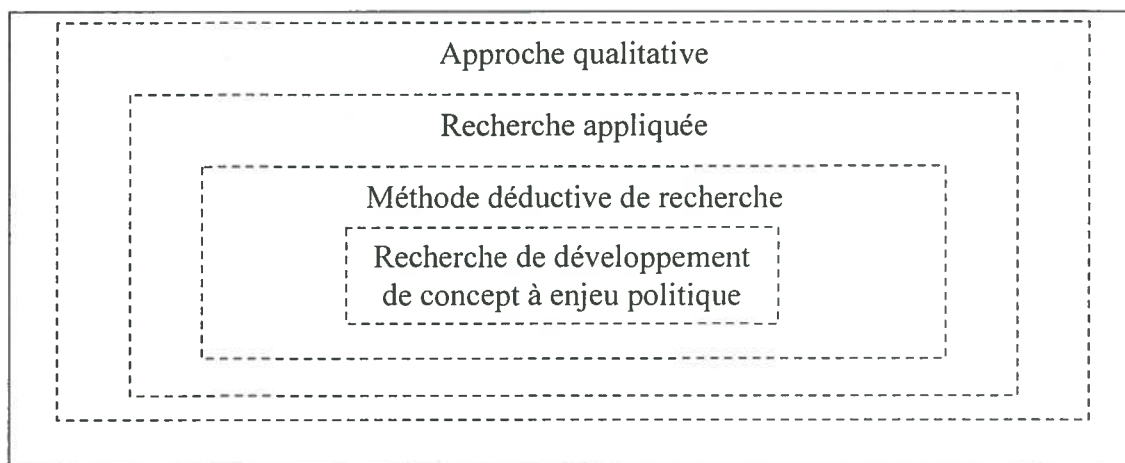 Approche qualitative
Recherche appliquée
Méthode déductive de recherche
Recherche de développement
de concept à enjeu politique